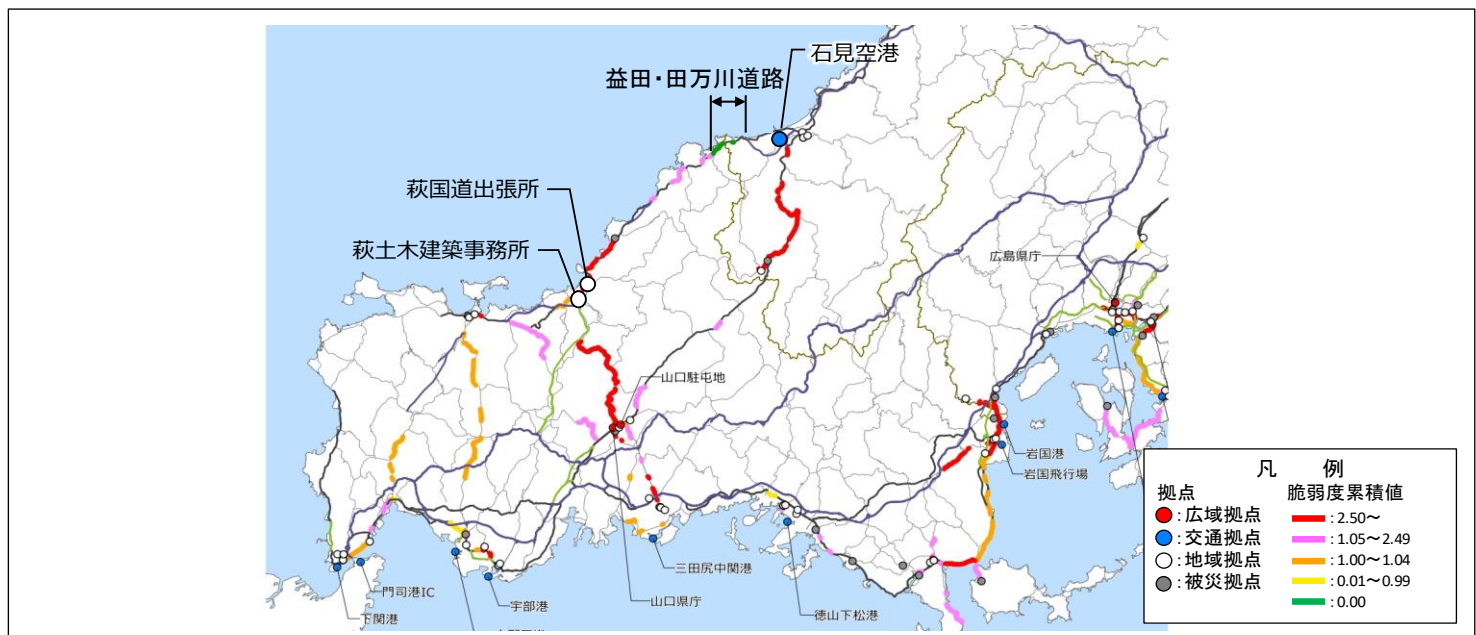 石見空港
益田・田万川道路
萩国道出張所
萩土木建築事務所
広島県庁
山口駐屯地
岩国港
岩国飛行場
三田尻中関港
門司港IC
山口県庁
徳山下松港
宇部港
下関港
凡 例
拠点 脆弱度累積値
:広域拠点 :2.50～
:交通拠点 :1.05～2.49
:地域拠点 :1.00～1.04
:被災拠点 :0.01～0.99
:0.00